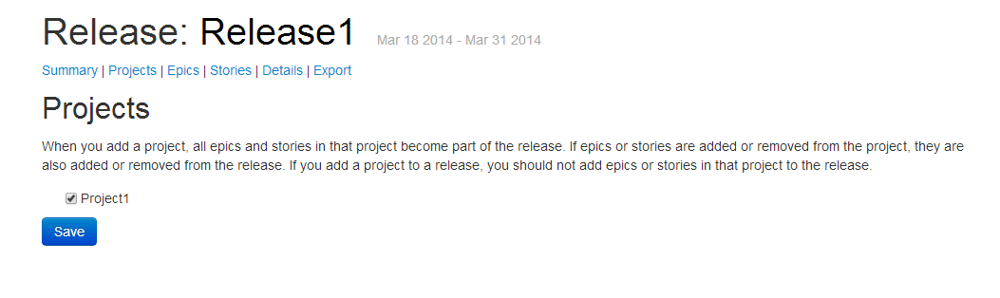 Release: Release1 Mar 18 2014 - Mar 31 2014
Summary | Projects | Epics | Stories | Details | Export
Projects
When you add a project, all epics and stories in that project become part of the release. If epics or stories are added or removed from the project, they are
also added or removed from the release. If you add a project to a release, you should not add epics or stories in that project to the release.
Project1
Save